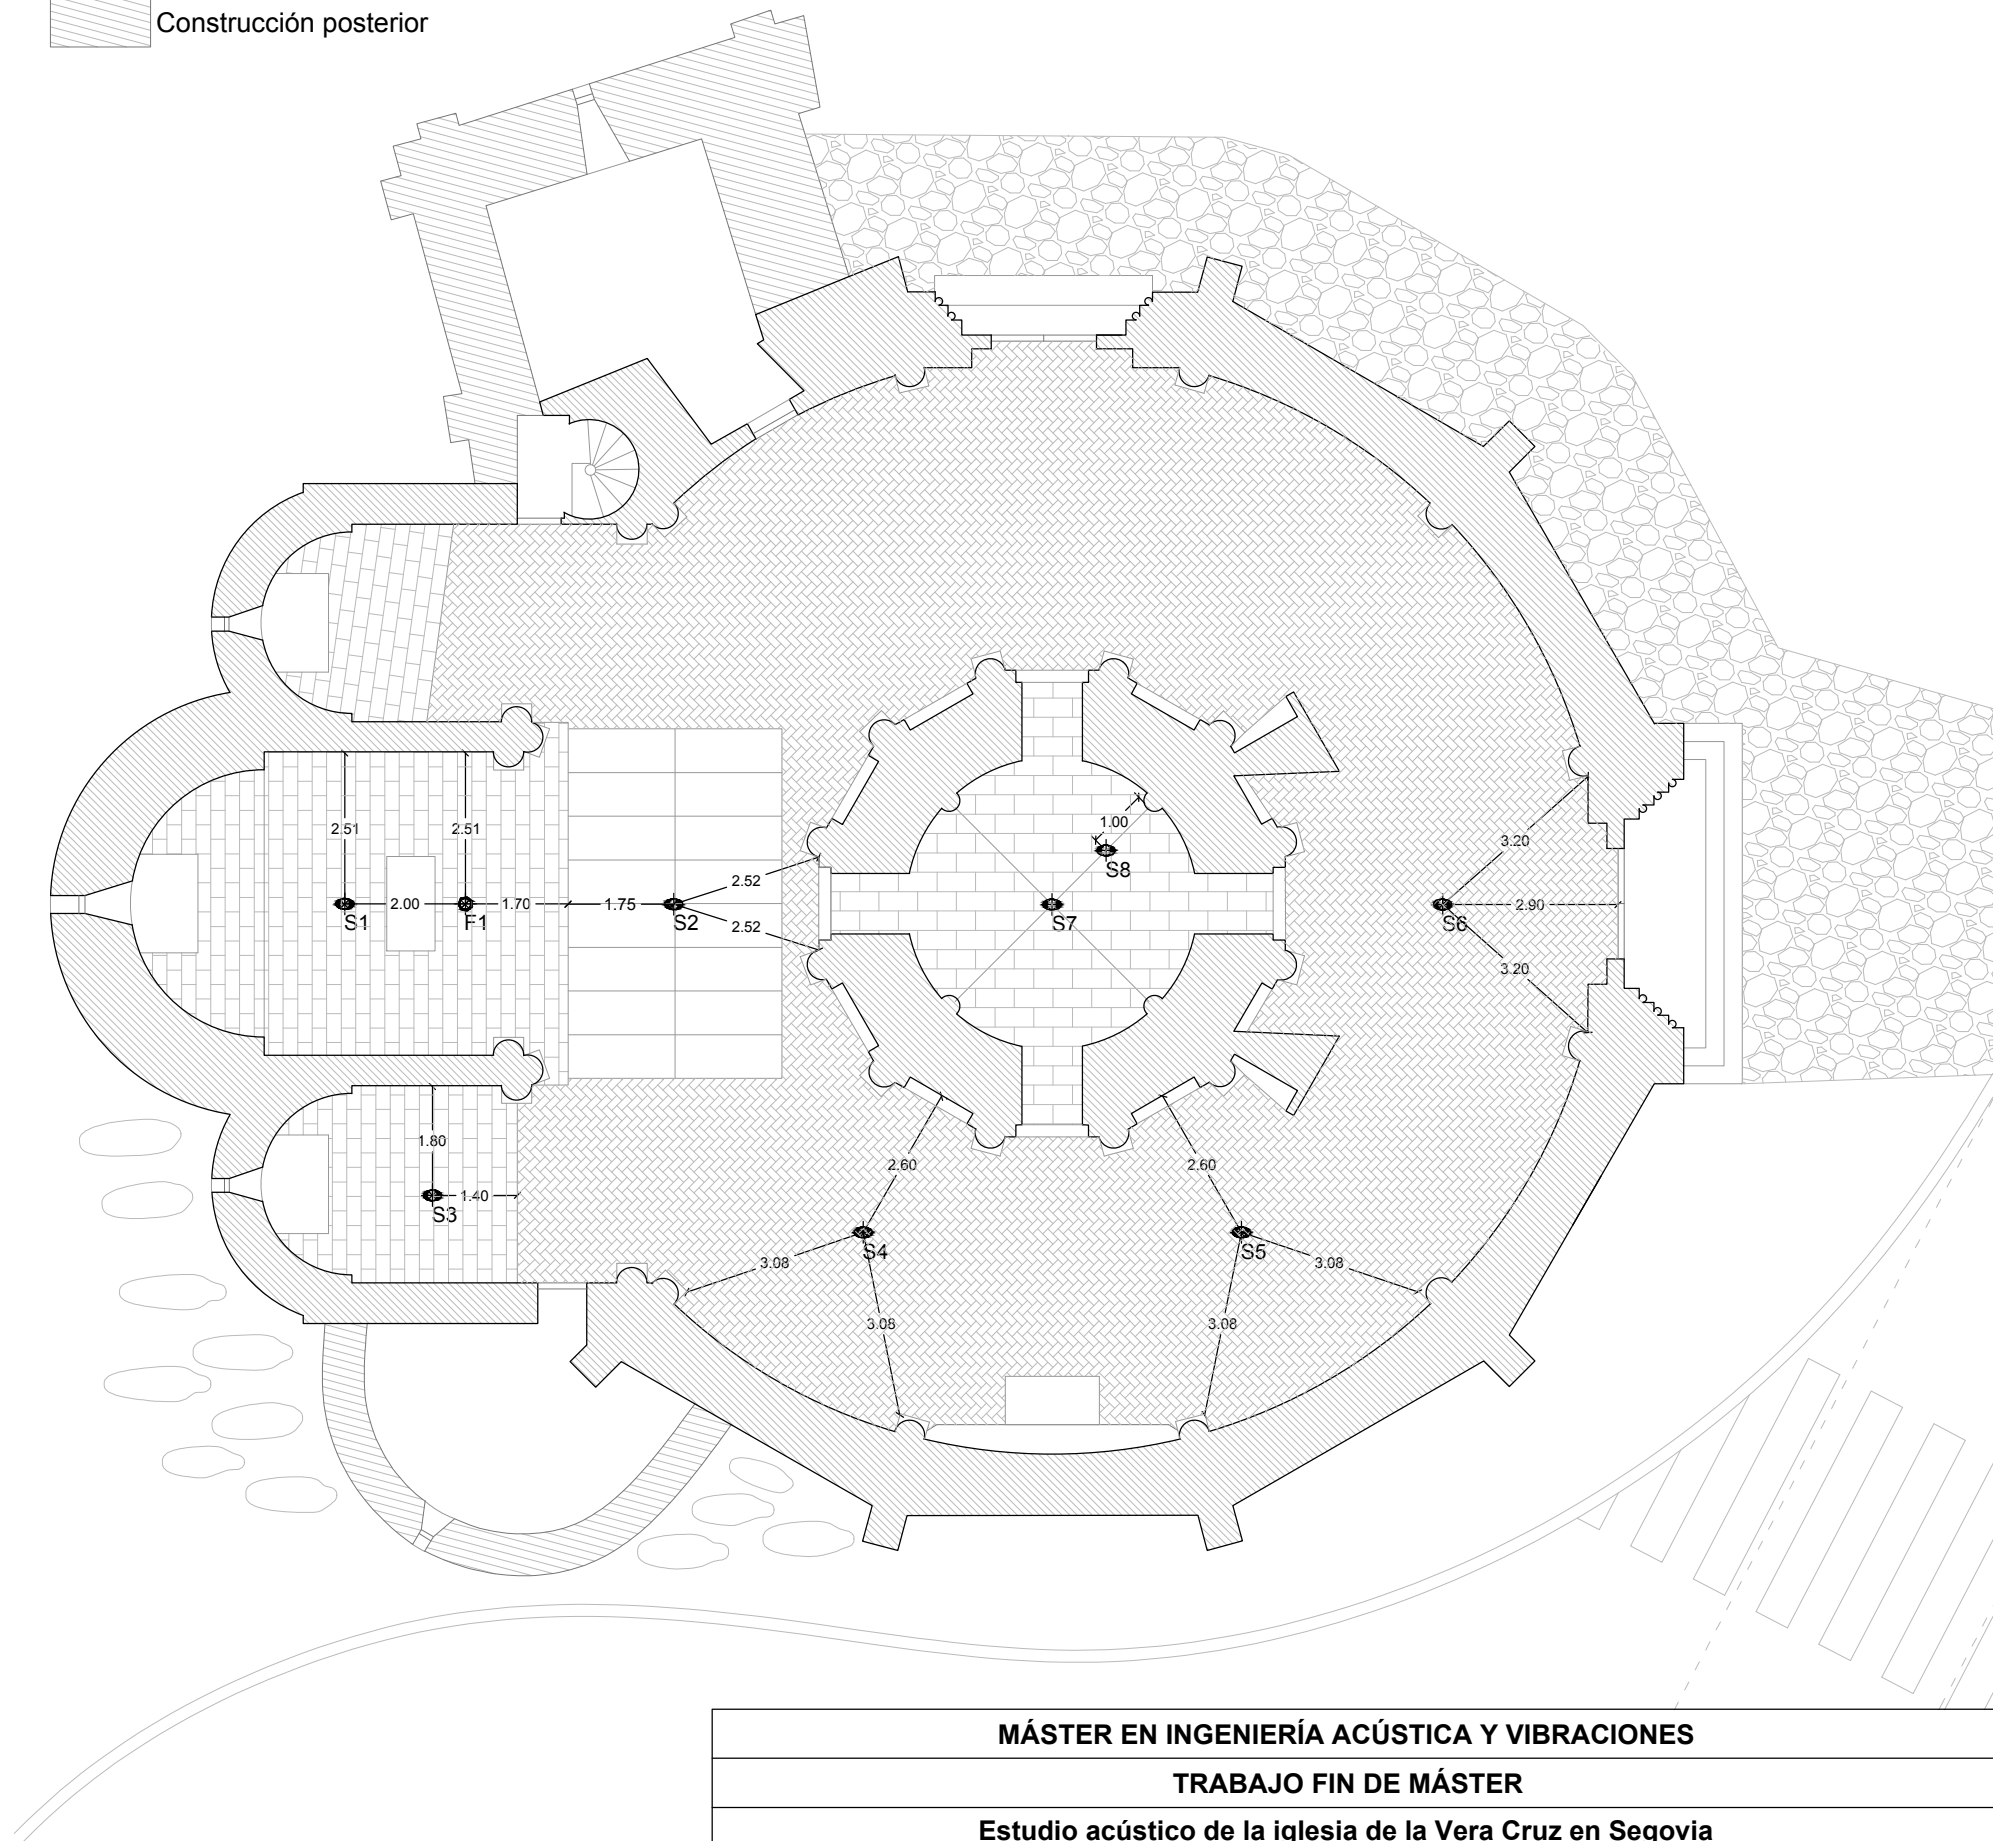 Construcción posterior
2.51
2.51
1.00
S8
3.20
2.52
S1
2.00
F1
1.70
1.75
S2
2.52
S7
S6
2.90
3.20
1.80
S3
1.40
2.60
2.60
S4
S5
3.08
3.08
3.08
3.08
MÁSTER EN INGENIERÍA ACÚSTICA Y VIBRACIONES
TRABAJO FIN DE MÁSTER
Estudio acústico de la iglesia de la Vera Cruz en Segovia